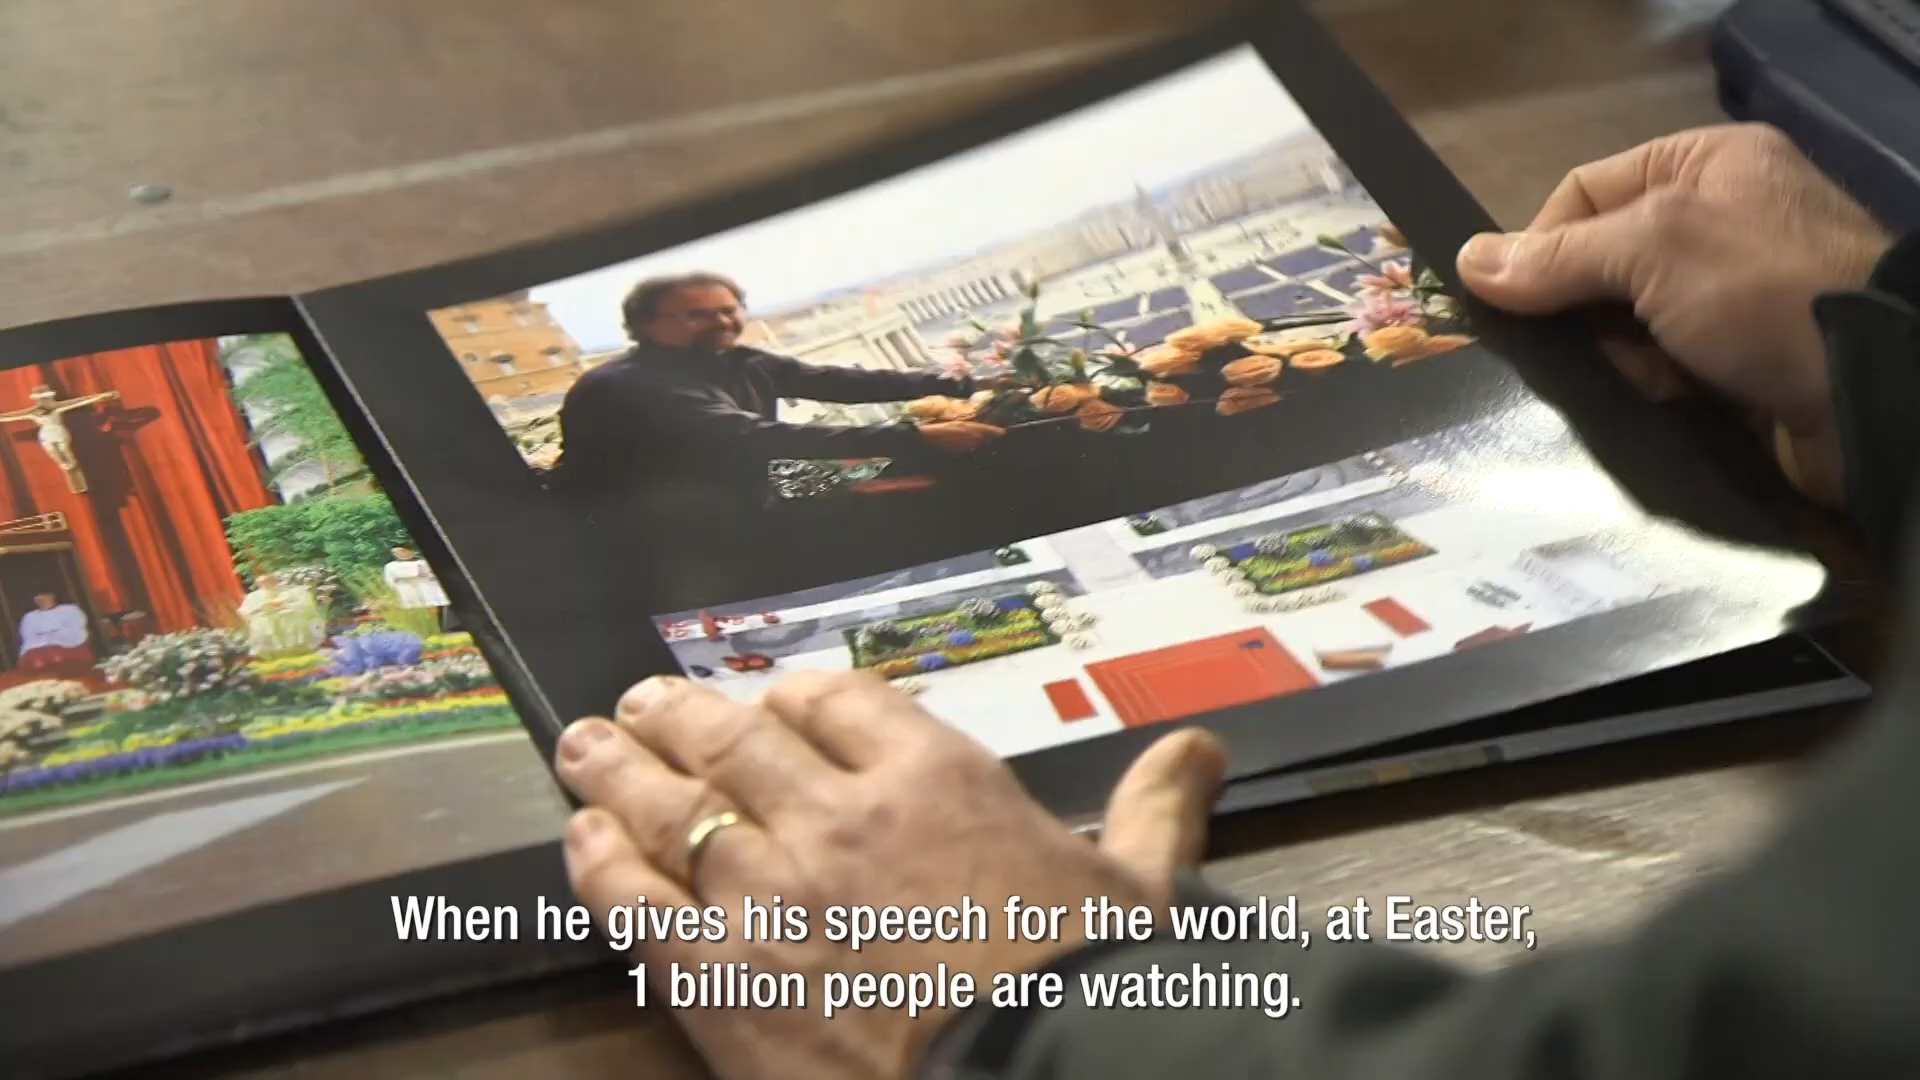 When he gives his speech for the world, at Easter,
1 billion people are watching.